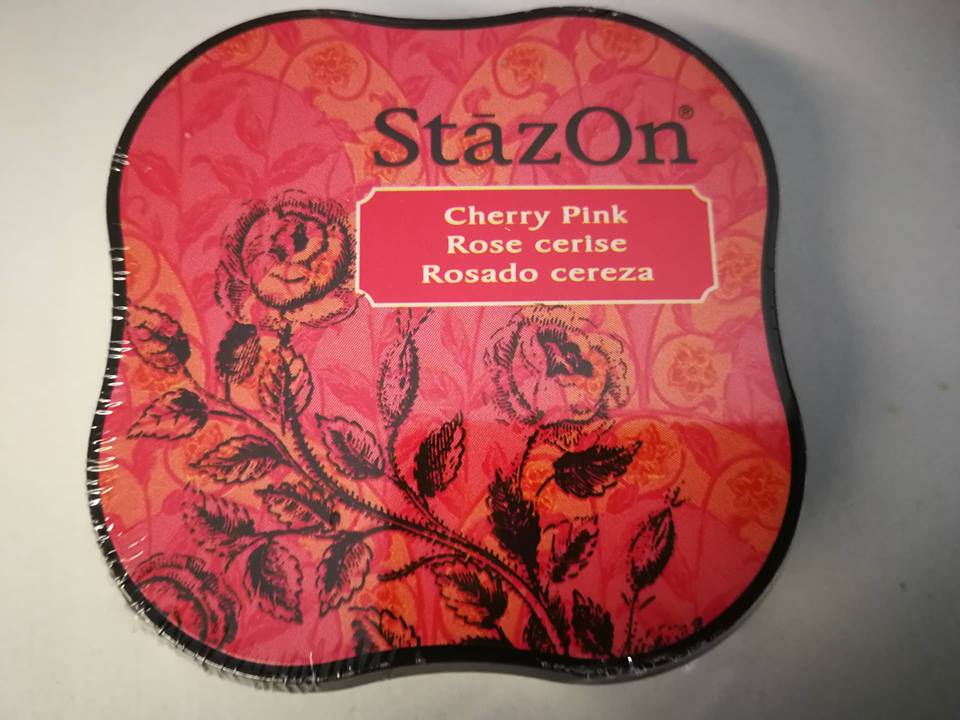 StāzOn®
Cherry Pink
Rose cerise
Rosado cereza